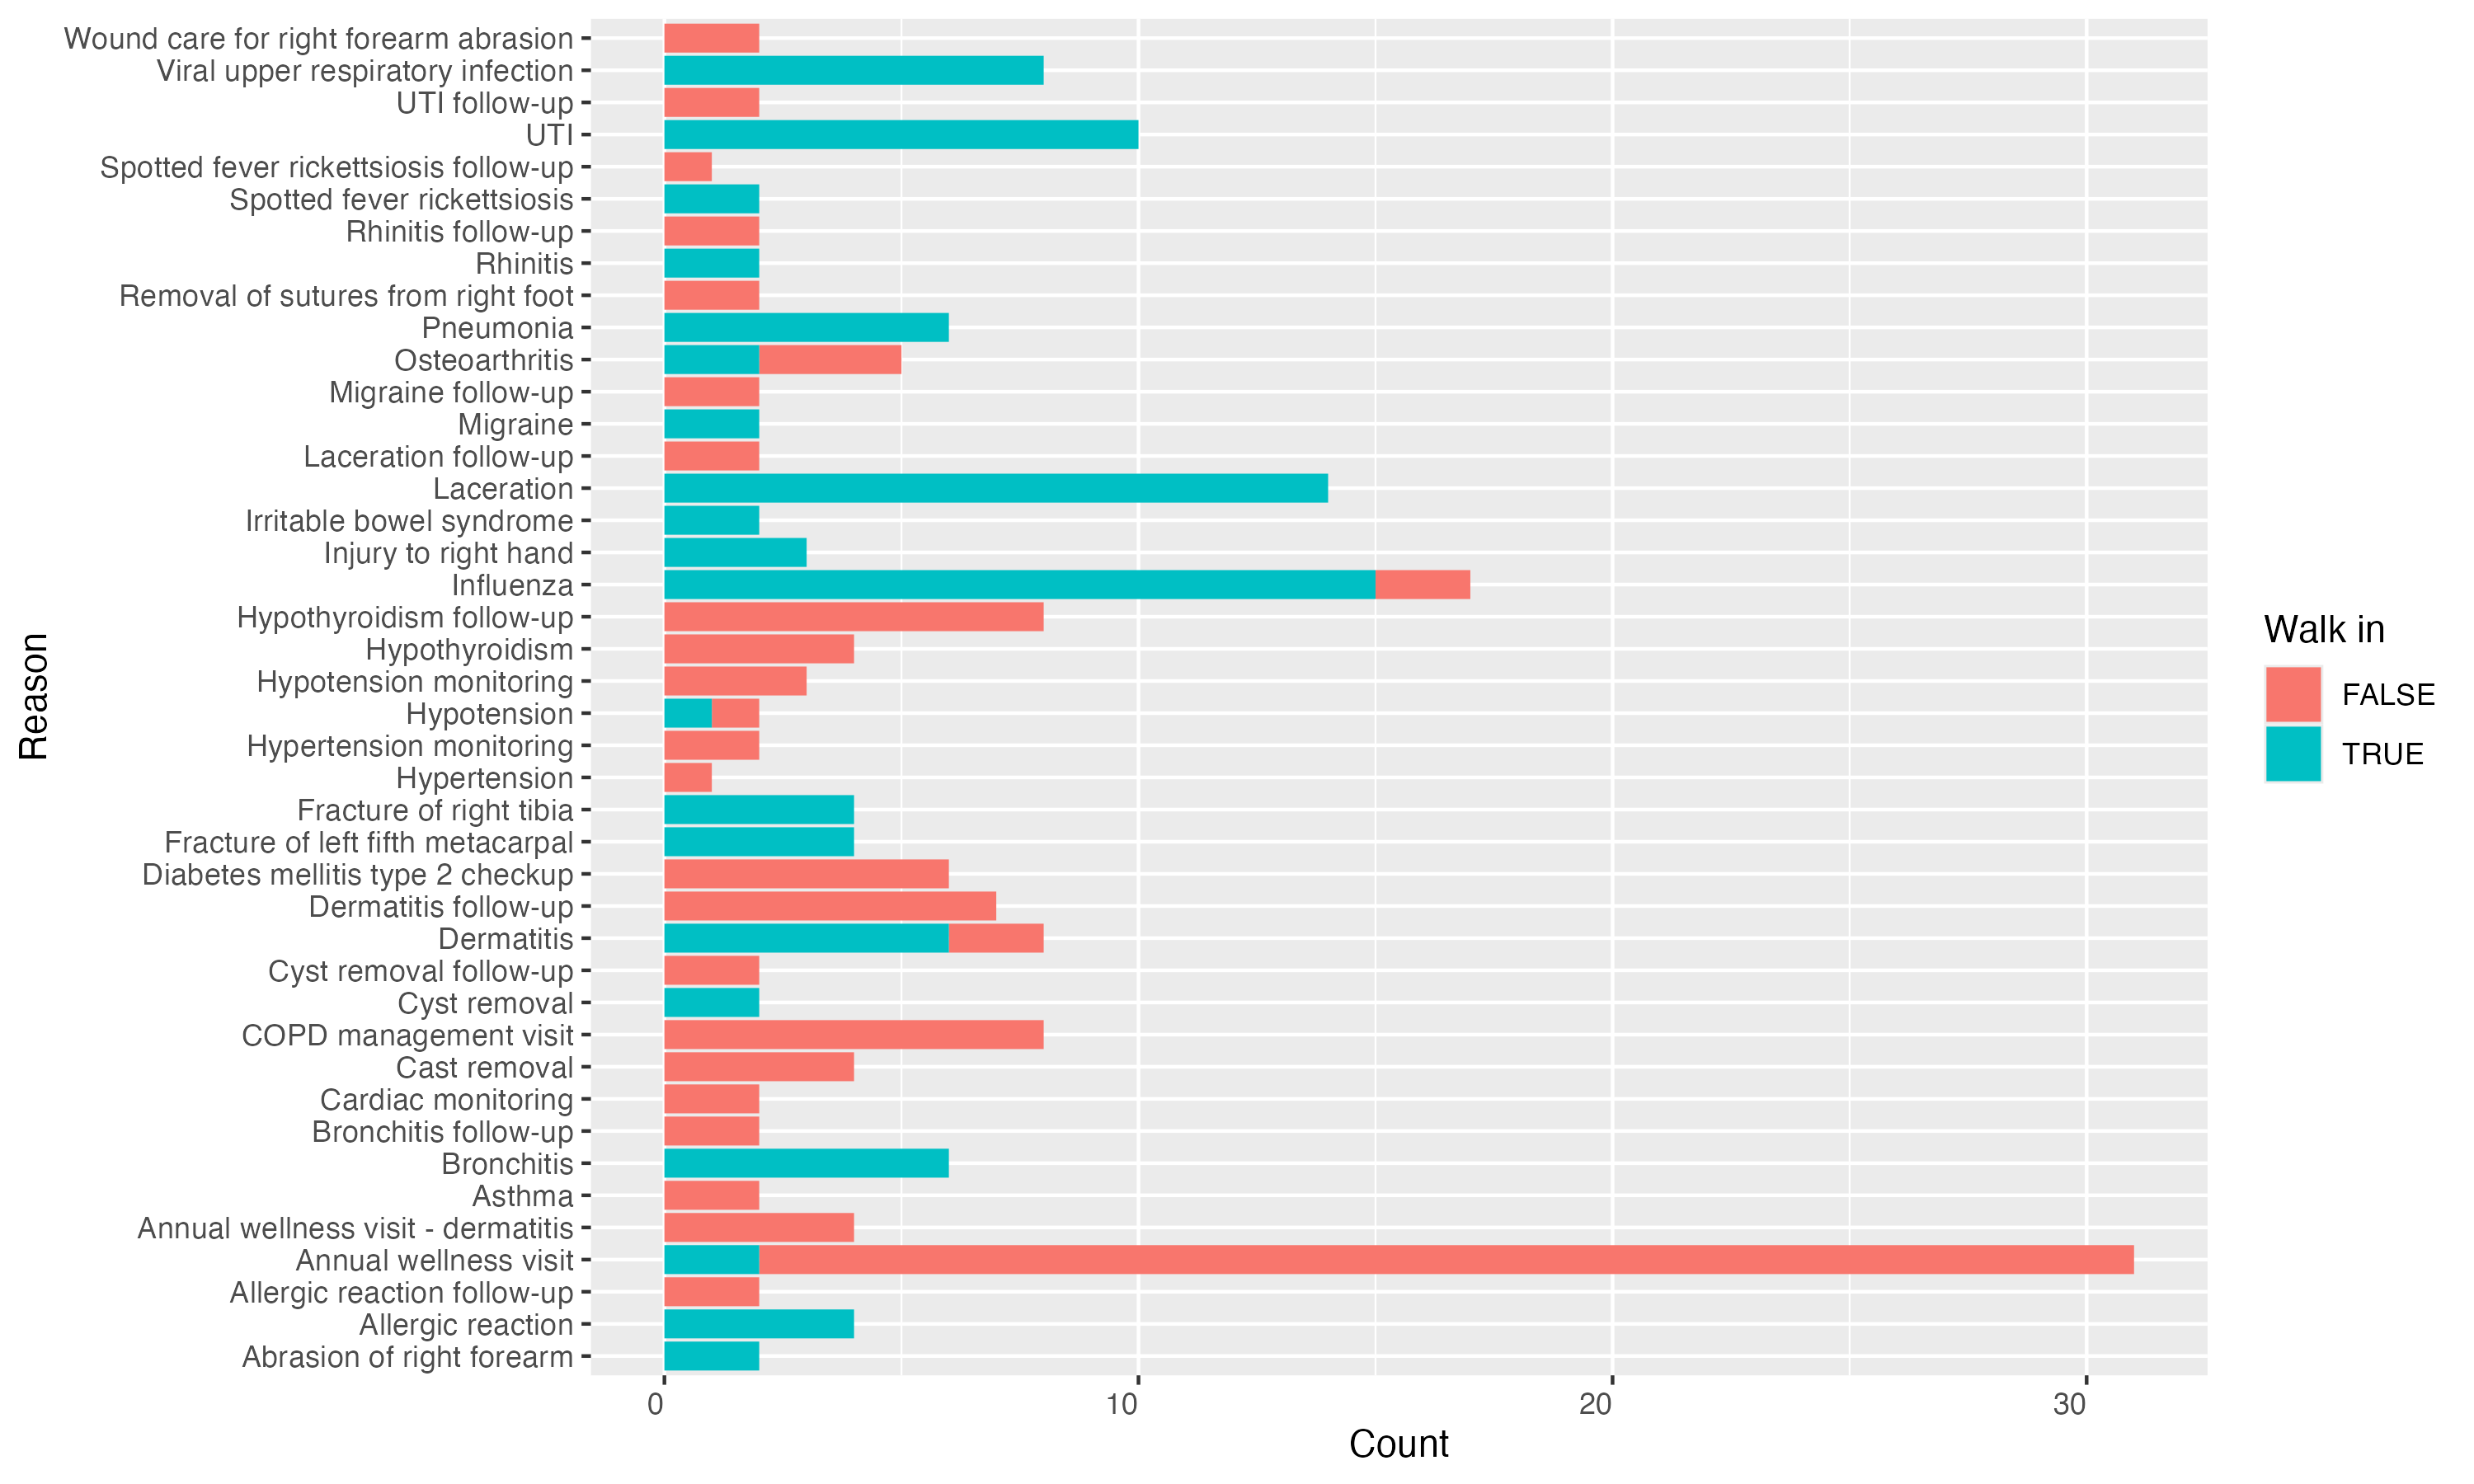 Wound care for right forearm abrasion
Viral upper respiratory infection
UTI follow-up
UTI
Spotted fever rickettsiosis follow-up
Spotted fever rickettsiosis
Rhinitis follow-up
Rhinitis
Removal of sutures from right foot
Pneumonia
Osteoarthritis
Migraine follow-up
Migraine
Laceration follow-up
Laceration
Irritable bowel syndrome
Injury to right hand
Influenza
Hypothyroidism follow-up
Hypothyroidism
Hypotension monitoring
Hypotension
Hypertension monitoring
Hypertension
Fracture of right tibia
Fracture of left fifth metacarpal
Diabetes mellitis type 2 checkup
Dermatitis follow-up
Dermatitis
Cyst removal follow-up
Cyst removal
COPD management visit
Cast removal
Cardiac monitoring
Bronchitis follow-up
Bronchitis
Asthma
Annual wellness visit - dermatitis
Annual wellness visit
Allergic reaction follow-up
Allergic reaction
Abrasion of right forearm
Reason
0 10 20 30
Count
Walk in
FALSE
TRUE